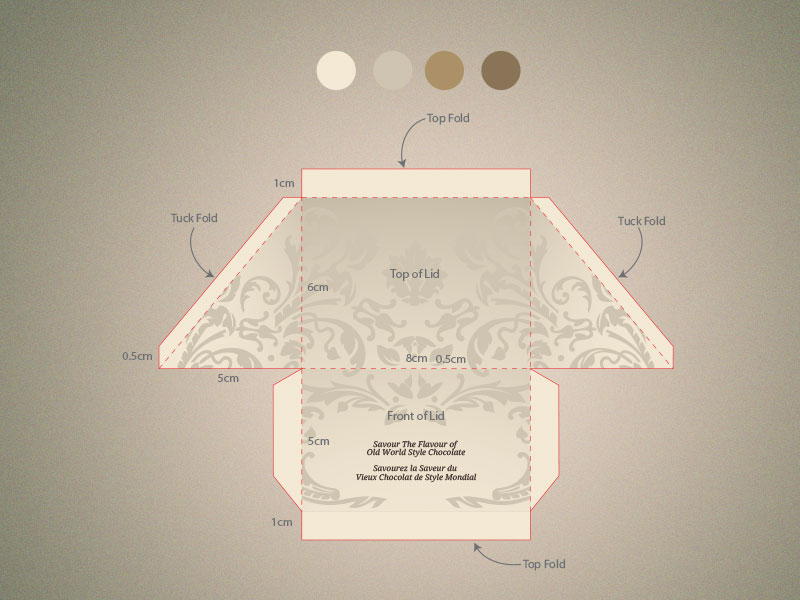 Top Fold
1cm
Tuck Fold
Tuck Fold
Top of Lid
6cm
0.5cm
8cm 0.5cm
5cm
Front of Lid
5cm
Savour The Flavour of
Old World Style Chocolate
Savourez la Saveur du
Vieux Chocolat de Style Mondial
1cm
Top Fold